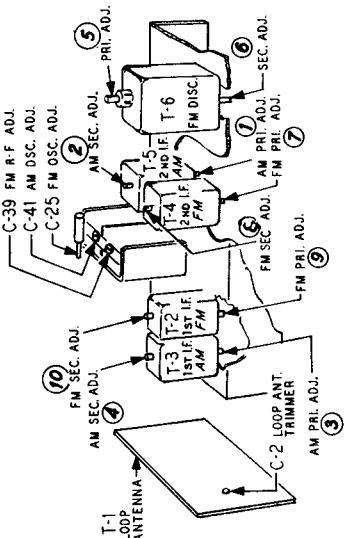 C-39 FM R-F ADJ.
C-41 AM OSC. ADJ.
C-25 FM OSC. ADJ.
5
PRI. ADJ.
2
AM SEC. ADJ.
T-6
FM DISC.
6
SEC. ADJ.
T-5
2ND I.F.
AM
T-4
2ND I.F.
FM
1
AM PRI. ADJ.
FM PRI. ADJ.
7
8
FM SEC. ADJ.
10
FM SEC. ADJ.
AM SEC. ADJ.
4
T-2
1ST I.F.
FM
T-3
1ST I.F.
AM
FM PRI. ADJ.
9
T-1
LOOP
ANTENNA
C-2 LOOP ANT.
TRIMMER
AM PRI. ADJ.
3